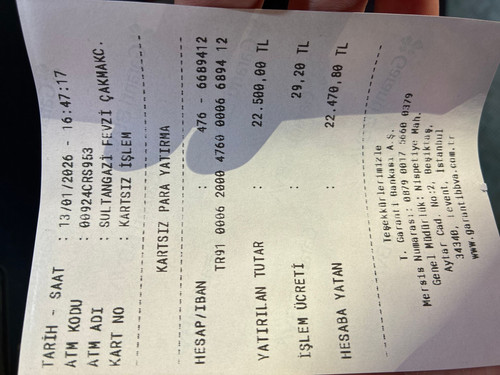 TARİH - SAAT : 13/01/2026 - 16:47:17
ATM KODU : 00924CRS953
ATM ADI : SULTANGAZİ FEVZİ ÇAKMAKC.
KART NO : KARTSIZ İŞLEM
KARTSIZ PARA YATIRMA
HESAP/IBAN : 476 - 6689412
TR91 0006 2000 4760 0006 6894 12
YATIRILAN TUTAR : 22.500,00 TL
İŞLEM ÜCRETİ : 29,20 TL
HESABA YATAN : 22.470,80 TL
Teşekkürlerimizle
T. Garanti Bankası A.Ş.
Mersis Numarası: 0879 0017 5660 0379
Genel Müdürlük: Nispetiye Mah.
Aytar Cad. No:2, Beşiktaş,
34340, Levent, İstanbul
www.garantibbva.com.tr